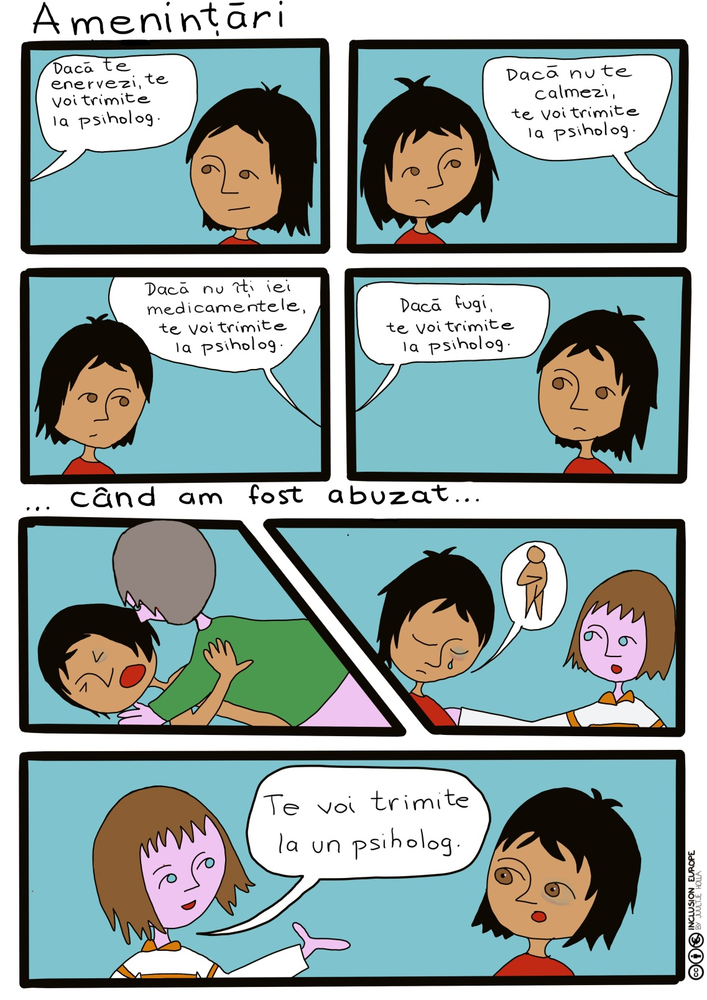 Amenințări
Dacă te
enervezi, te
voi trimite
la psiholog.
Dacă nu te
calmezi,
te voi trimite
la psiholog.
Dacă nu îți iei
medicamentele,
te voi trimite
la psiholog.
Dacă fugi,
te voi trimite
la psiholog.
... când am fost abuzat...
Te voi trimite
la un psiholog.
INCLUSION EUROPE
BY JUULTJE HOLLA
cc